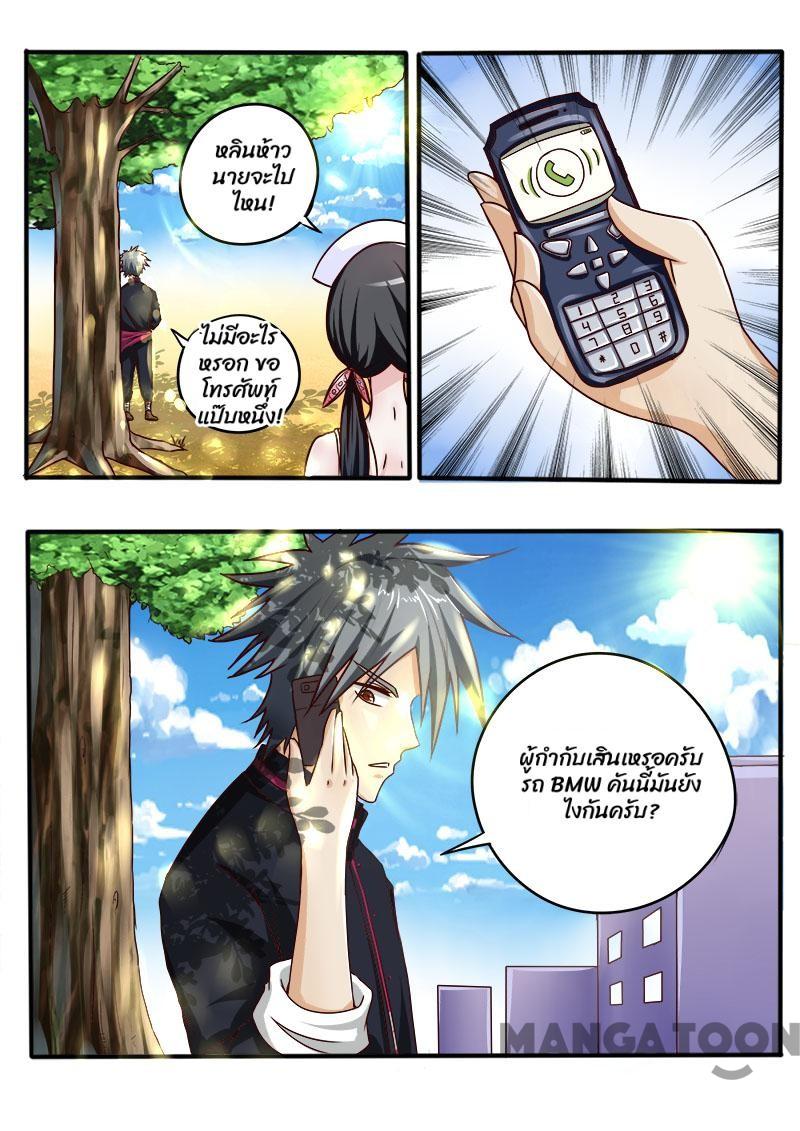 หลินห้าว
นายจะไป
ไหน!
ไม่มีอะไร
หรอก ขอ
โทรศัพท์
แป๊บหนึ่ง!
1 2 3
4 5 6
7 8 9
* 0 #
ผู้กำกับเสินเหรอครับ
รถ BMW คันนี้มันยัง
ไงกันครับ?
MANGATOON